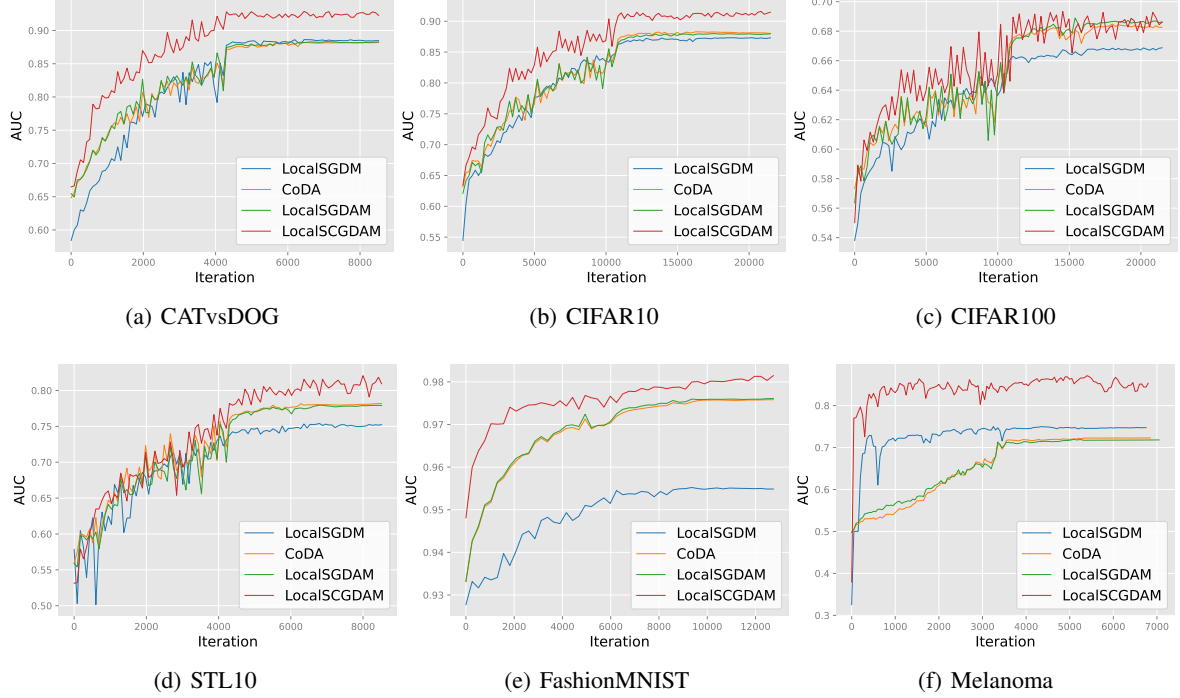 AUC
0.90
0.85
0.80
0.75
0.70
0.65
0.60
LocalSGDM
CoDA
LocalSGDAM
LocalSCGDAM
0 2000 4000 6000 8000
Iteration
(a) CATvsDOG
AUC
0.90
0.85
0.80
0.75
0.70
0.65
0.60
0.55
LocalSGDM
CoDA
LocalSGDAM
LocalSCGDAM
0 5000 10000 15000 20000
Iteration
(b) CIFAR10
AUC
0.70
0.68
0.66
0.64
0.62
0.60
0.58
0.56
0.54
LocalSGDM
CoDA
LocalSGDAM
LocalSCGDAM
0 5000 10000 15000 20000
Iteration
(c) CIFAR100
AUC
0.80
0.75
0.70
0.65
0.60
0.55
0.50
LocalSGDM
CoDA
LocalSGDAM
LocalSCGDAM
0 2000 4000 6000 8000
Iteration
(d) STL10
AUC
0.98
0.97
0.96
0.95
0.94
0.93
LocalSGDM
CoDA
LocalSGDAM
LocalSCGDAM
0 2000 4000 6000 8000 10000 12000
Iteration
(e) FashionMNIST
AUC
0.8
0.7
0.6
0.5
0.4
0.3
LocalSGDM
CoDA
LocalSGDAM
LocalSCGDAM
0 1000 2000 3000 4000 5000 6000 7000
Iteration
(f) Melanoma